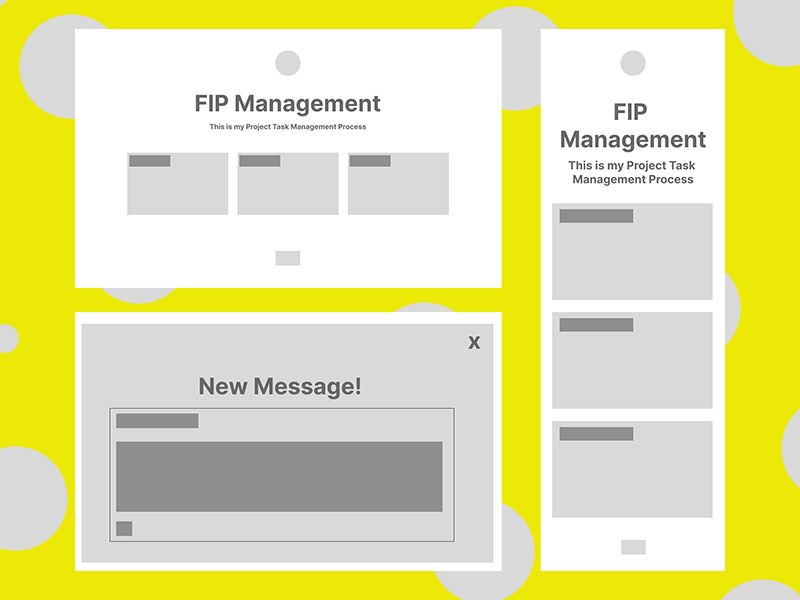 FIP Management
This is my Project Task Management Process
X
New Message!
FIP
Management
This is my Project Task
Management Process